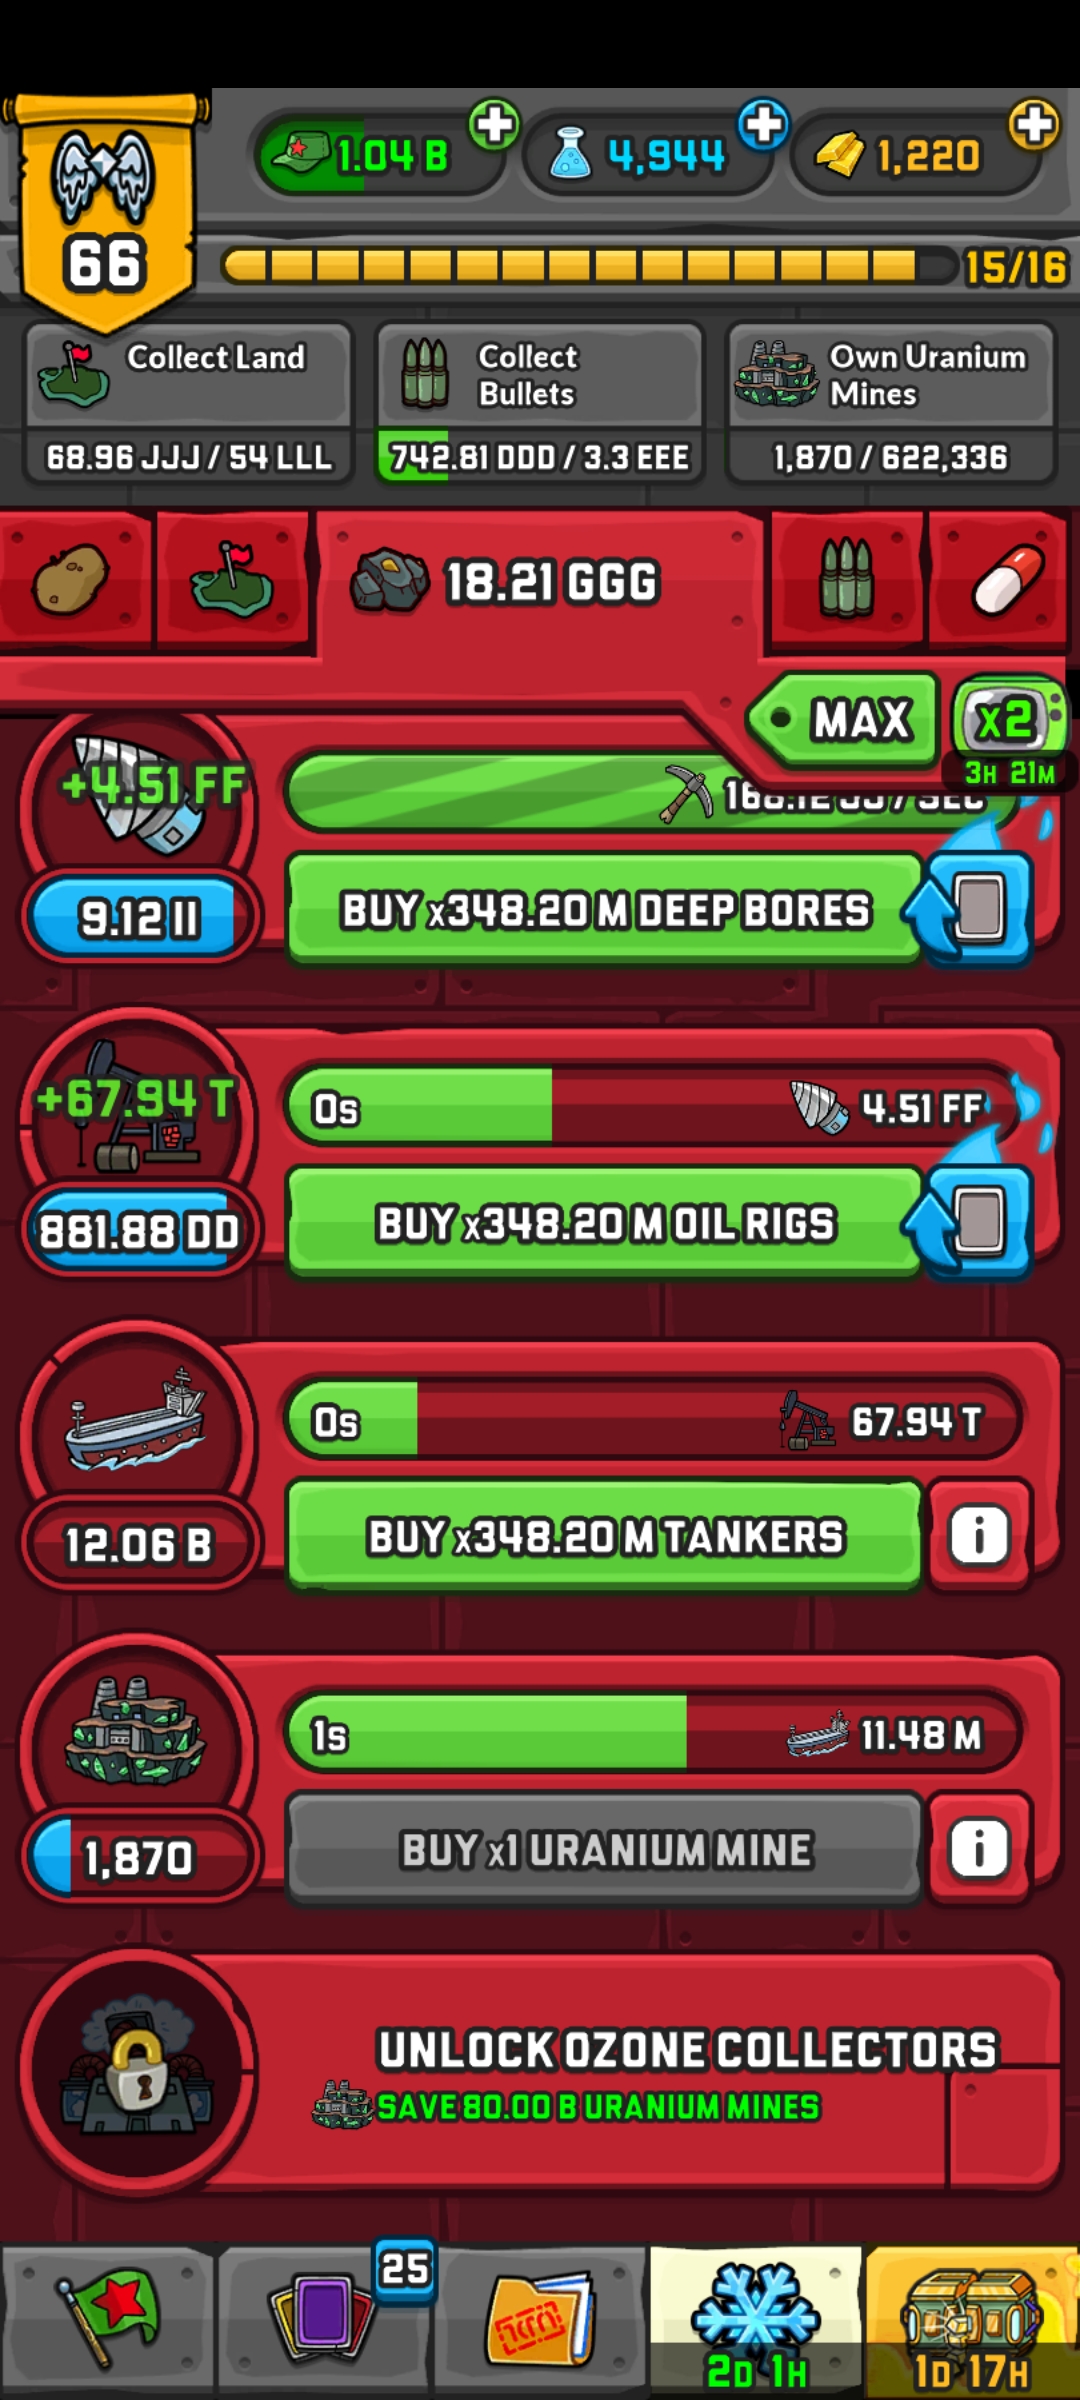 66
1.04 B
4,944
1,220
15/16
Collect Land
68.96 JJJ / 54 LLL
Collect
Bullets
742.81 DDD / 3.3 EEE
Own Uranium
Mines
1,870 / 622,336
18.21 GGG
MAX
x2
3H 21M
+4.51 FF
9.12 II
BUY x348.20 M DEEP BORES
+67.94 T
0s
4.51 FF
881.88 DD
BUY x348.20 M OIL RIGS
0s
67.94 T
12.06 B
BUY x348.20 M TANKERS
i
1s
11.48 M
1,870
BUY x1 URANIUM MINE
i
UNLOCK OZONE COLLECTORS
SAVE 80.00 B URANIUM MINES
25
2D 1H
1D 17H